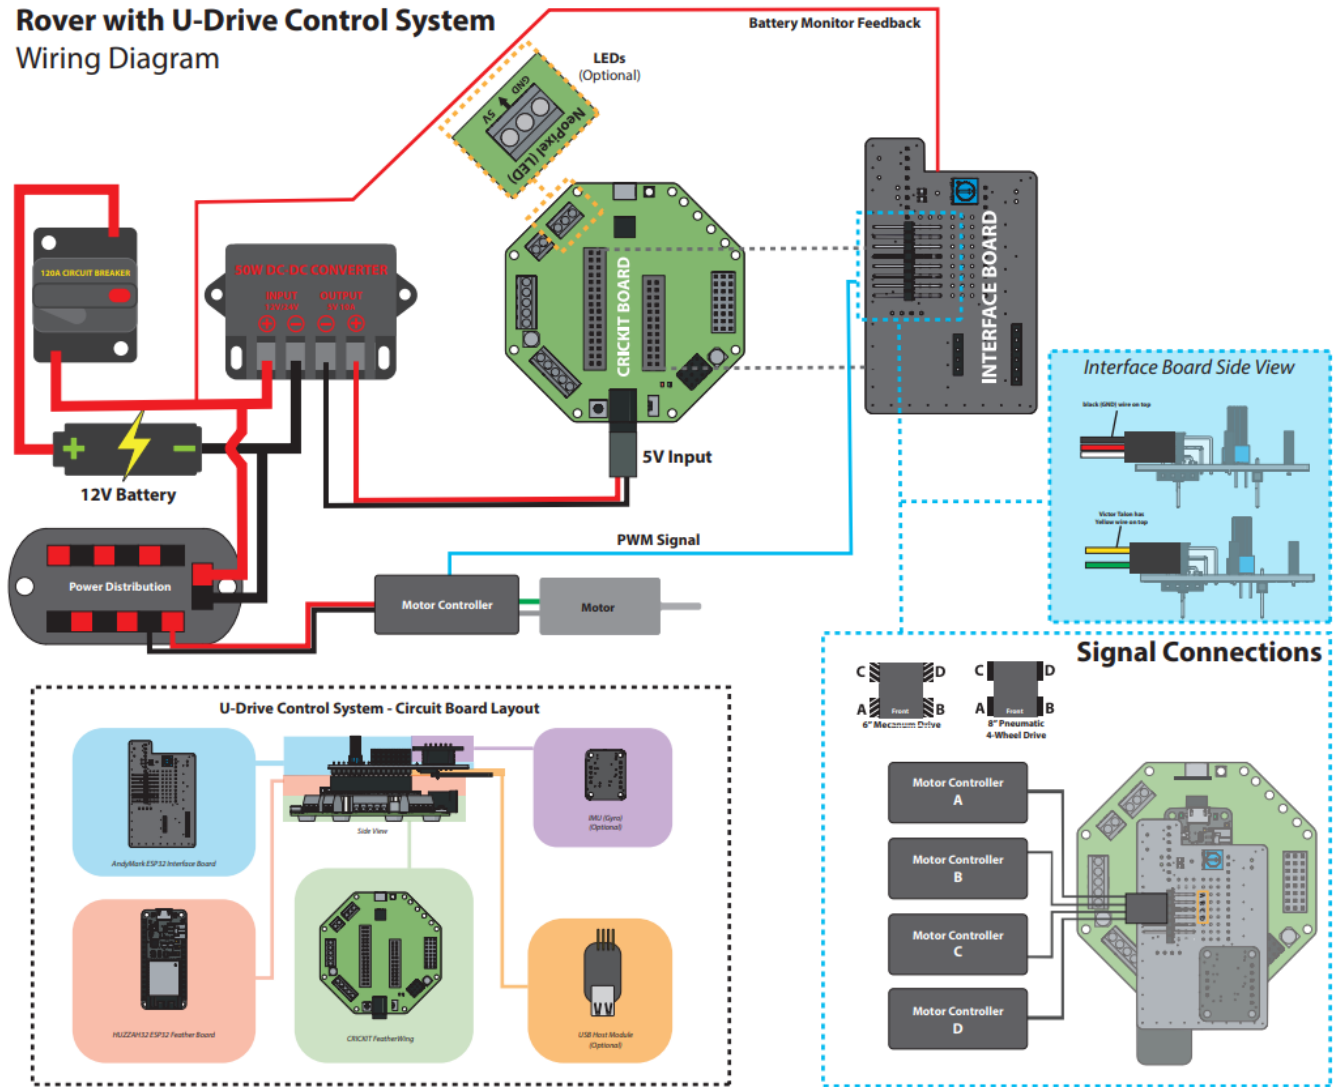 Rover with U-Drive Control System
Wiring Diagram
Battery Monitor Feedback
LEDs
(Optional)
GND
5V
NeoPixel (LED)
120A CIRCUIT BREAKER
50W DC-DC CONVERTER
INPUT
OUTPUT
12V/24V
5V 10A
CRICKIT BOARD
INTERFACE BOARD
12V Battery
5V Input
Interface Board Side View
black (GND) wire on top
Victor Talon has
Yellow wire on top
PWM Signal
Power Distribution
Motor Controller
Motor
Signal Connections
C
D
A
B
Front
6" Mecanum Drive
C
D
A
B
Front
8" Pneumatic
4-Wheel Drive
Motor Controller
A
Motor Controller
B
Motor Controller
C
Motor Controller
D
U-Drive Control System - Circuit Board Layout
AndyMark ESP32 Interface Board
Side View
IMU (Gyro)
(Optional)
HUZZAH32 ESP32 Feather Board
CRICKIT FeatherWing
USB Host Module
(Optional)